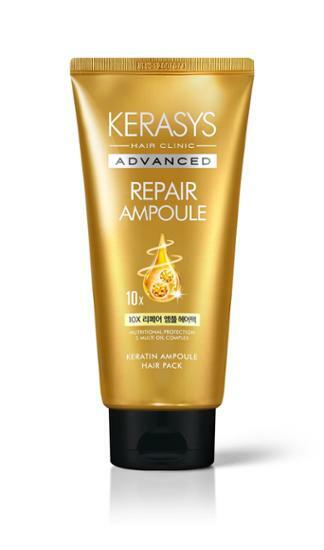 KERASYS
HAIR CLINIC
ADVANCED
REPAIR
AMPOULE
10X
10X 리페어 앰플 헤어팩
NUTRITIONAL PROTECTION
& MULTI OIL COMPLEX
KERATIN AMPOULE
HAIR PACK